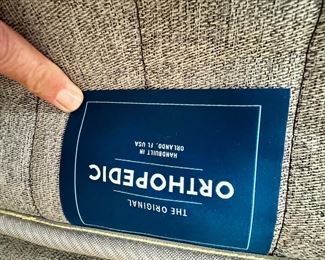 THE ORIGINAL
ORTHOPEDIC
HANDBUILT IN
ORLANDO, FL USA